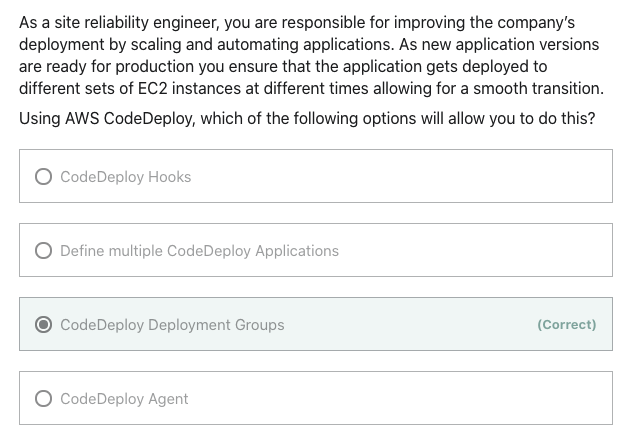 As a site reliability engineer, you are responsible for improving the company’s
deployment by scaling and automating applications. As new application versions
are ready for production you ensure that the application gets deployed to
different sets of EC2 instances at different times allowing for a smooth transition.
Using AWS CodeDeploy, which of the following options will allow you to do this?
CodeDeploy Hooks
Define multiple CodeDeploy Applications
CodeDeploy Deployment Groups (Correct)
CodeDeploy Agent